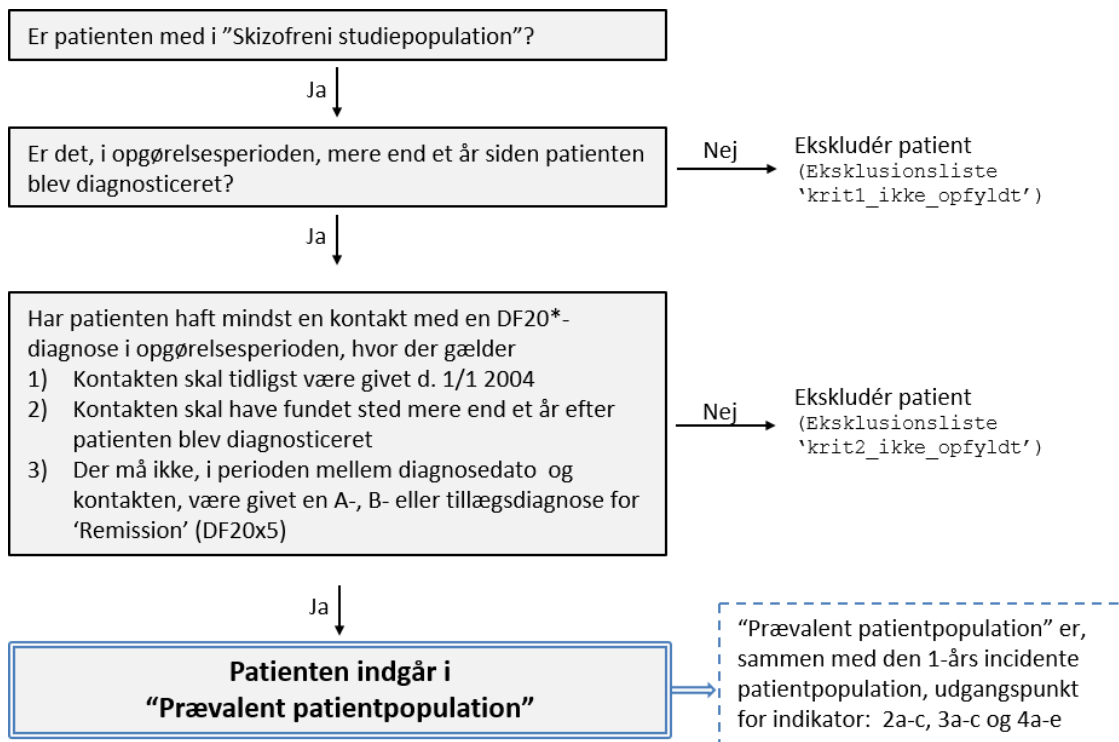 Er patienten med i ”Skizofreni studiepopulation”?
Ja
Er det, i opgørelsesperioden, mere end et år siden patienten
blev diagnosticeret?
Nej
Ekskludér patient
(Eksklusionsliste
‘krit1_ikke_opfyldt’)
Ja
Har patienten haft mindst en kontakt med en DF20*-
diagnose i opgørelsesperioden, hvor der gælder
1) Kontakten skal tidligst være givet d. 1/1 2004
2) Kontakten skal have fundet sted mere end et år efter
patienten blev diagnosticeret
3) Der må ikke, i perioden mellem diagnosedato og
kontakten, være givet en A-, B- eller tillægsdiagnose for
‘Remission’ (DF20x5)
Nej
Ekskludér patient
(Eksklusionsliste
‘krit2_ikke_opfyldt’)
Ja
Patienten indgår i
“Prævalent patientpopulation”
“Prævalent patientpopulation” er,
sammen med den 1-års incidente
patientpopulation, udgangspunkt
for indikator: 2a-c, 3a-c og 4a-e